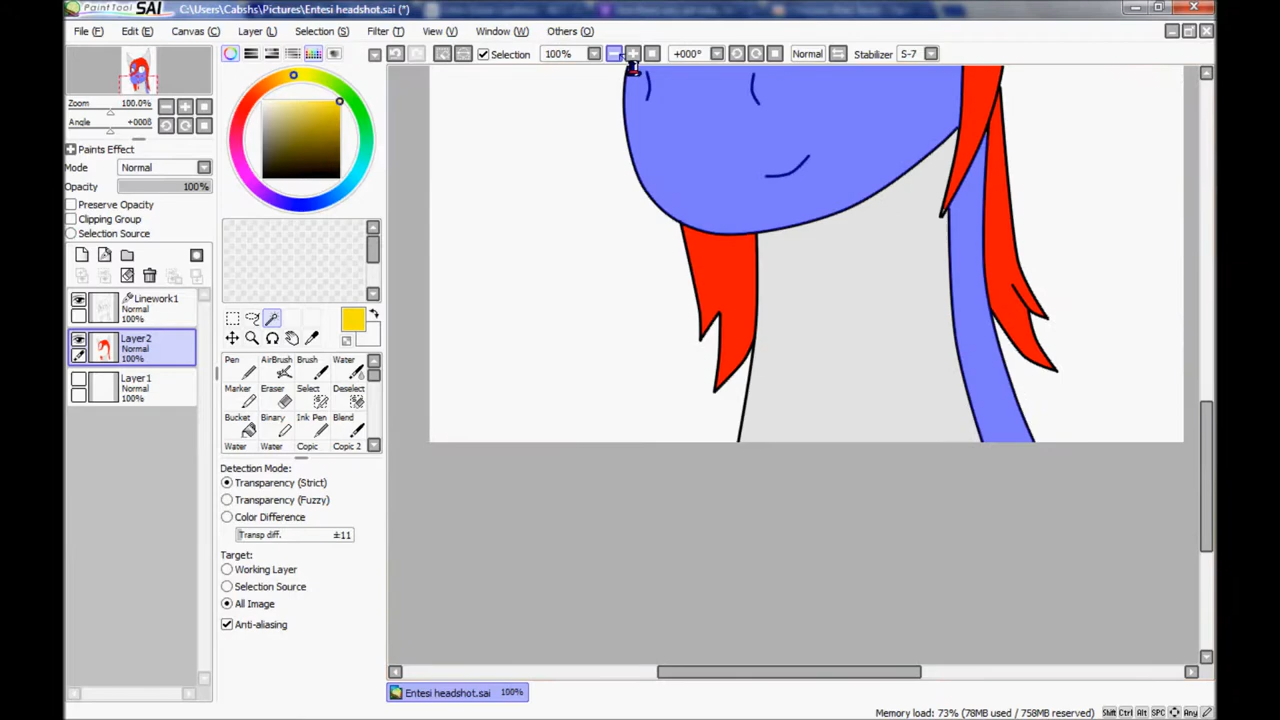 PaintTool SAI C:\Users\Cabshs\Pictures\Entesi headshot.sai (*)
File (F) Edit (E) Canvas (C) Layer (L) Selection (S) Filter (T) View (V) Window (W) Others (O)
Selection 100% +000° Normal Stabilizer S-7
Zoom 100.0%
Angle +000ß
Paints Effect
Mode Normal
Opacity 100%
Preserve Opacity
Clipping Group
Selection Source
Linework1
Normal
100%
Layer2
Normal
100%
Layer1
Normal
100%
Pen AirBrush Brush Water
Marker Eraser Select Deselect
Bucket Binary Ink Pen Blend
Water Water Copic Copic 2
Detection Mode:
Transparency (Strict)
Transparency (Fuzzy)
Color Difference
Transp diff. ±11
Target:
Working Layer
Selection Source
All Image
Anti-aliasing
Entesi headshot.sai 100%
Memory load: 73% (78MB used / 758MB reserved) Shift Ctrl Alt SPC Any